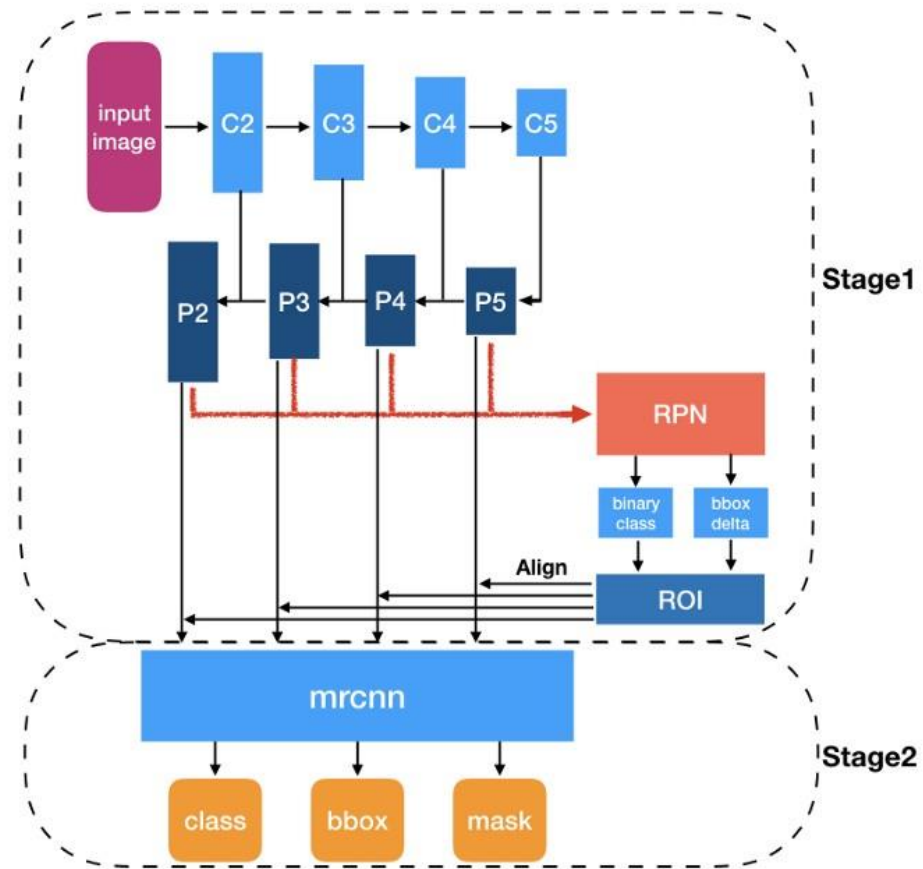 input
image
C2
C3
C4
C5
P2
P3
P4
P5
Stage1
RPN
binary
class
bbox
delta
Align
ROI
mrcnn
Stage2
class
bbox
mask